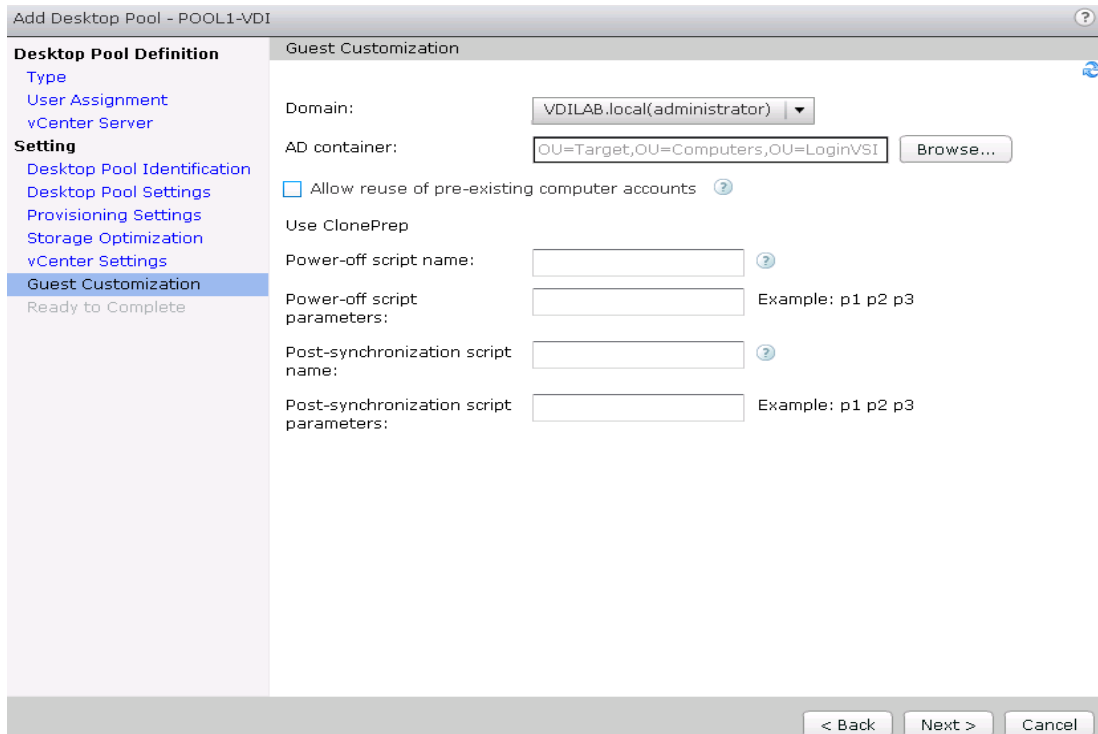 Add Desktop Pool - POOL1-VDI
?
Desktop Pool Definition
Type
User Assignment
vCenter Server
Setting
Desktop Pool Identification
Desktop Pool Settings
Provisioning Settings
Storage Optimization
vCenter Settings
Guest Customization
Ready to Complete
Guest Customization
Domain: VDILAB.local(administrator)
AD container: OU=Target,OU=Computers,OU=LoginVSI Browse...
Allow reuse of pre-existing computer accounts ?
Use ClonePrep
Power-off script name: ?
Power-off script
parameters: Example: p1 p2 p3
Post-synchronization script
name: ?
Post-synchronization script
parameters: Example: p1 p2 p3
< Back Next > Cancel